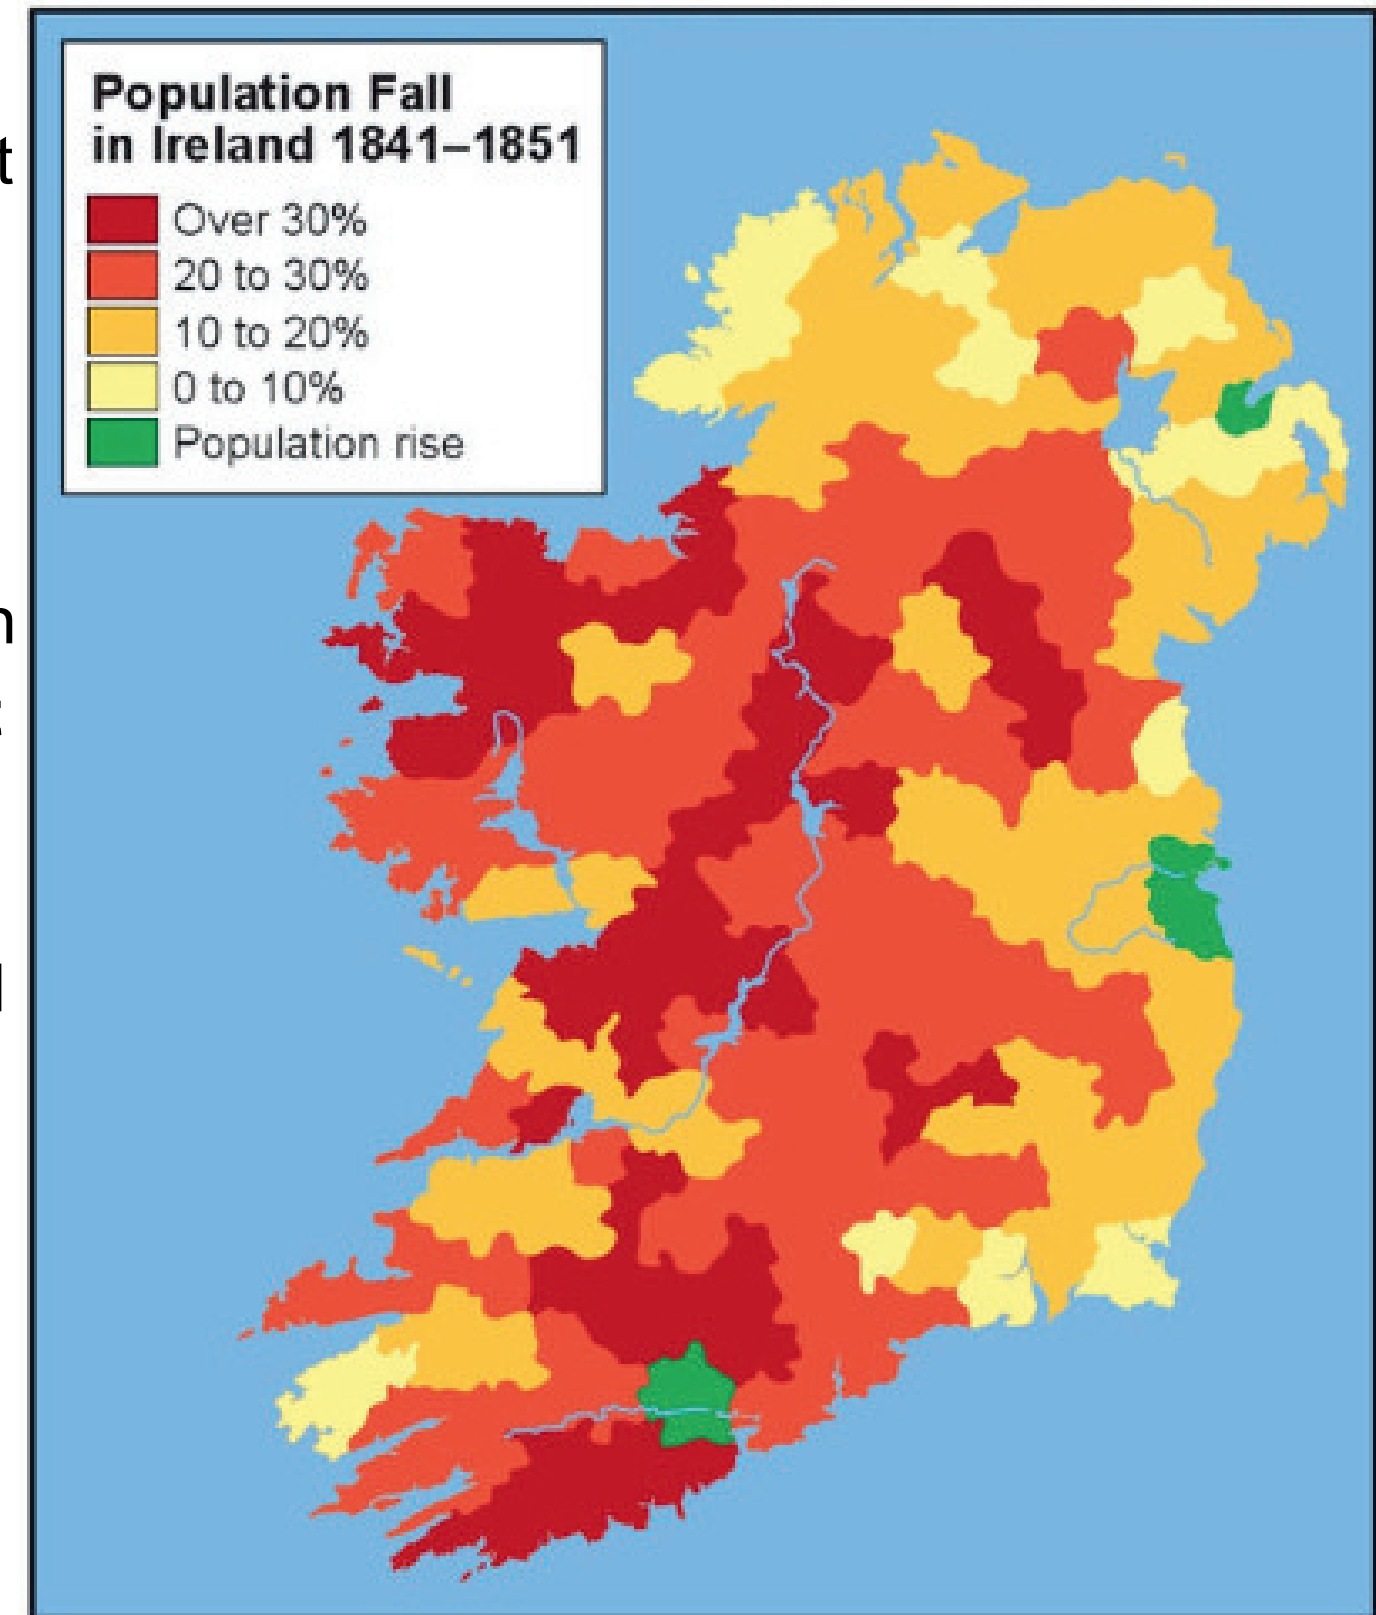 Population Fall
in Ireland 1841–1851
Over 30%
20 to 30%
10 to 20%
0 to 10%
Population rise
t
n
l